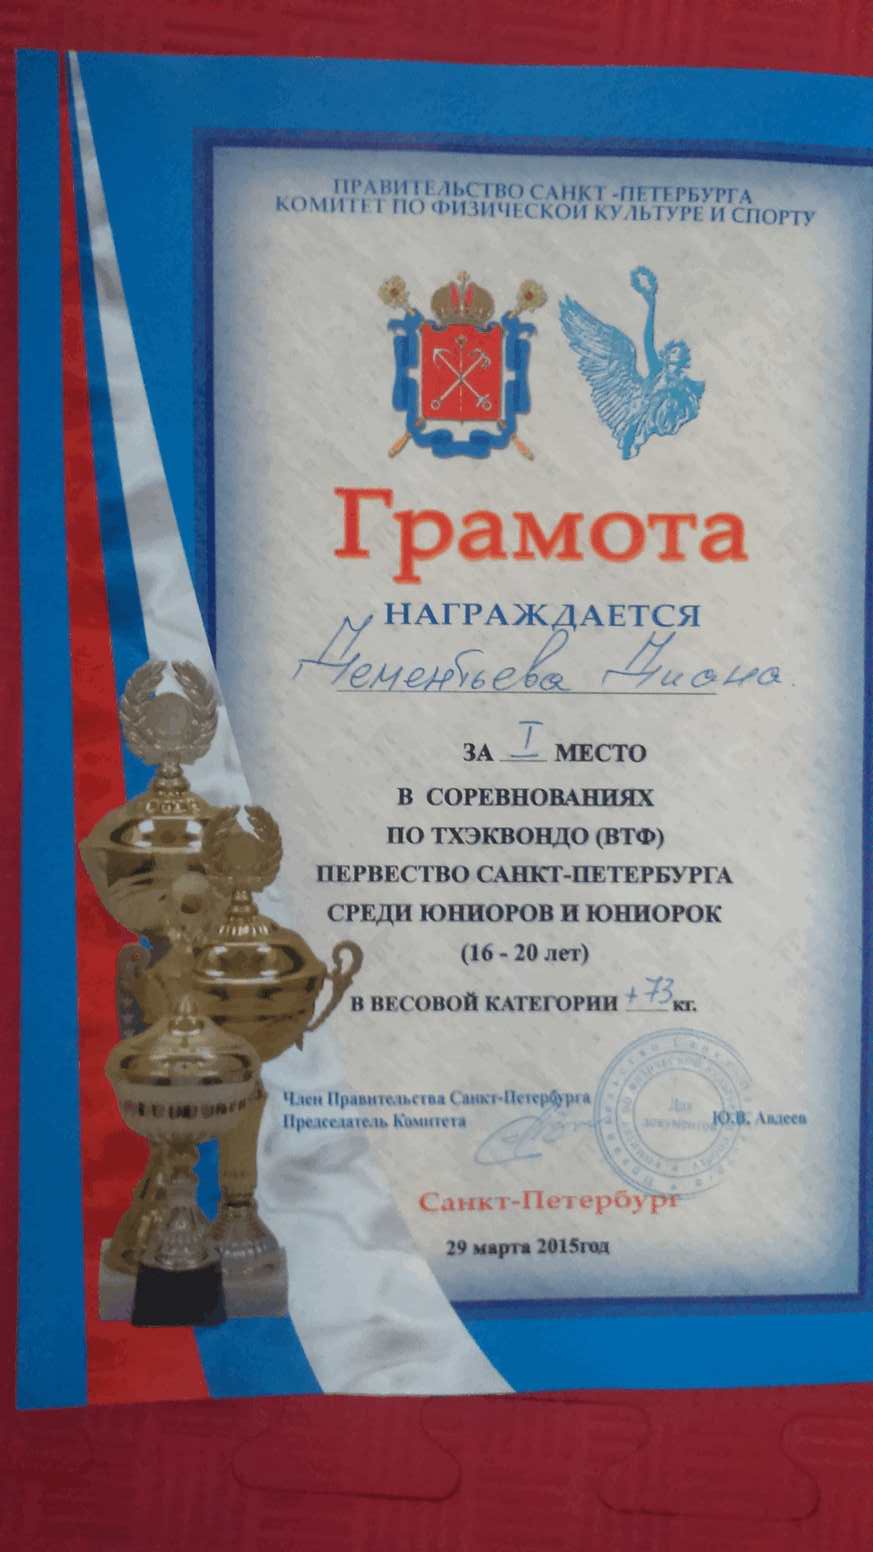 ПРАВИТЕЛЬСТВО САНКТ -ПЕТЕРБУРГА
КОМИТЕТ ПО ФИЗИЧЕСКОЙ КУЛЬТУРЕ И СПОРТУ
Грамота
НАГРАЖДАЕТСЯ
Дементьева Диана.
ЗА I МЕСТО
В СОРЕВНОВАНИЯХ
ПО ТХЭКВОНДО (ВТФ)
ПЕРВЕСТВО САНКТ-ПЕТЕРБУРГА
СРЕДИ ЮНИОРОВ И ЮНИОРОК
(16 - 20 лет)
В ВЕСОВОЙ КАТЕГОРИИ +73 кг.
Член Правительства Санкт-Петербурга
Председатель Комитета Ю.В. Авдеев
Для
документов
Санкт-Петербург
29 марта 2015год